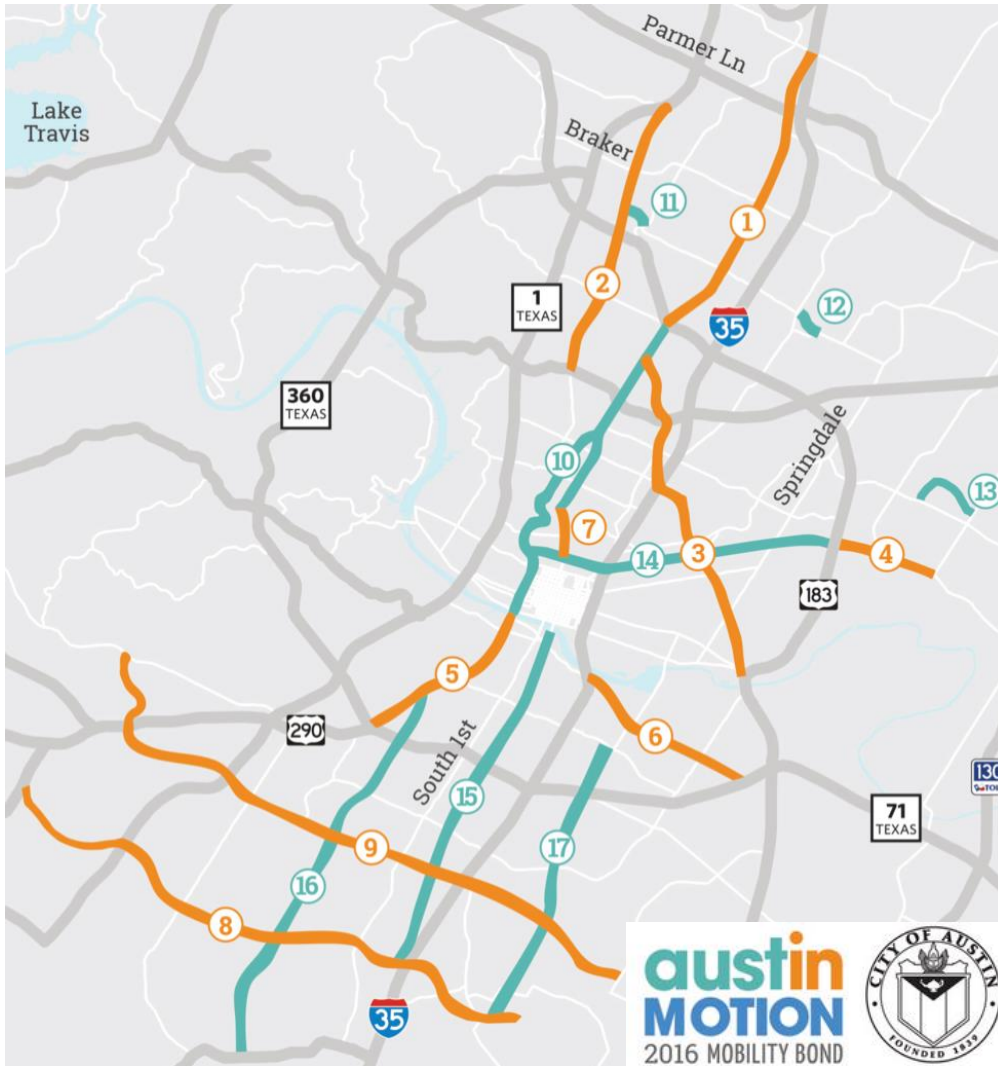 Parmer Ln
Lake
Travis
Braker
11
1
2
1
TEXAS
12
35
360
TEXAS
Springdale
10
13
7
14
3
4
183
5
290
6
South 1st
15
130
TOLL
71
TEXAS
9
17
16
8
35
austin
MOTION
2016 MOBILITY BOND
CITY OF AUSTIN
FOUNDED 1839